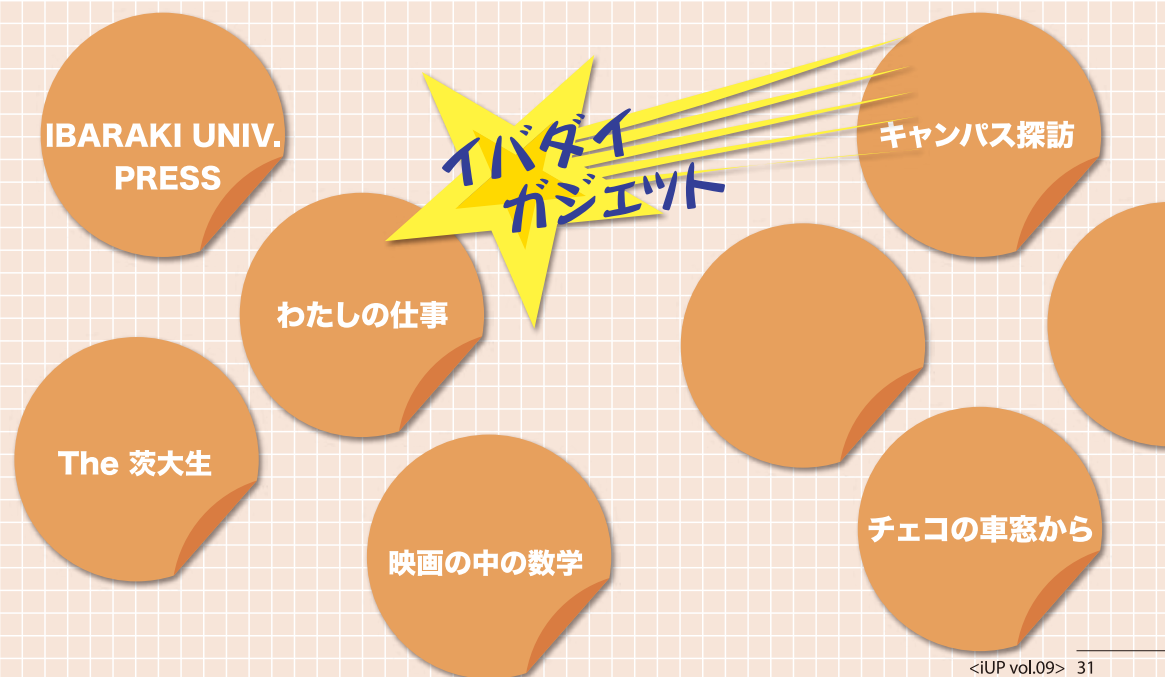 IBARAKI UNIV.
PRESS
イバダイ
ガジェット
キャンパス探訪
わたしの仕事
The 茨大生
映画の中の数学
チェコの車窓から
<iUP vol.09> 31